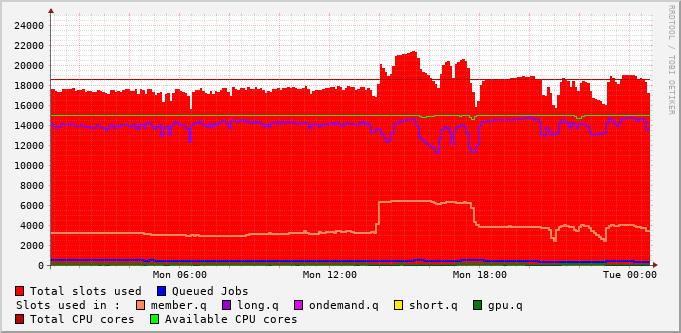 24000
22000
20000
18000
16000
14000
12000
10000
8000
6000
4000
2000
0
Mon 06:00 Mon 12:00 Mon 18:00 Tue 00:00
Total slots used Queued Jobs
Slots used in : member.q long.q ondemand.q short.q gpu.q
Total CPU cores Available CPU cores
RRDTOOL / TOBI OETIKER